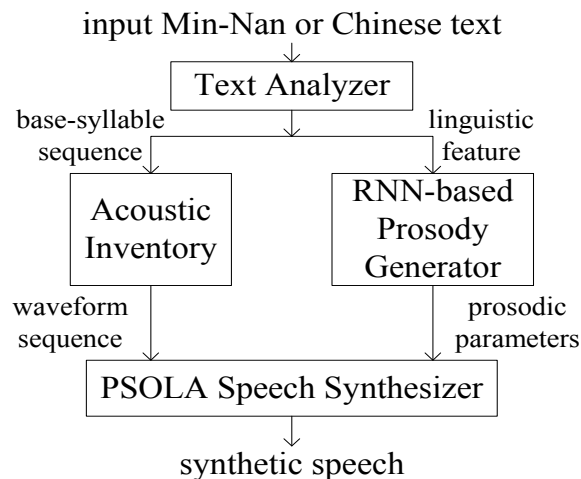 input Min-Nan or Chinese text
Text Analyzer
base-syllable
sequence
linguistic
feature
Acoustic
Inventory
RNN-based
Prosody
Generator
waveform
sequence
prosodic
parameters
PSOLA Speech Synthesizer
synthetic speech